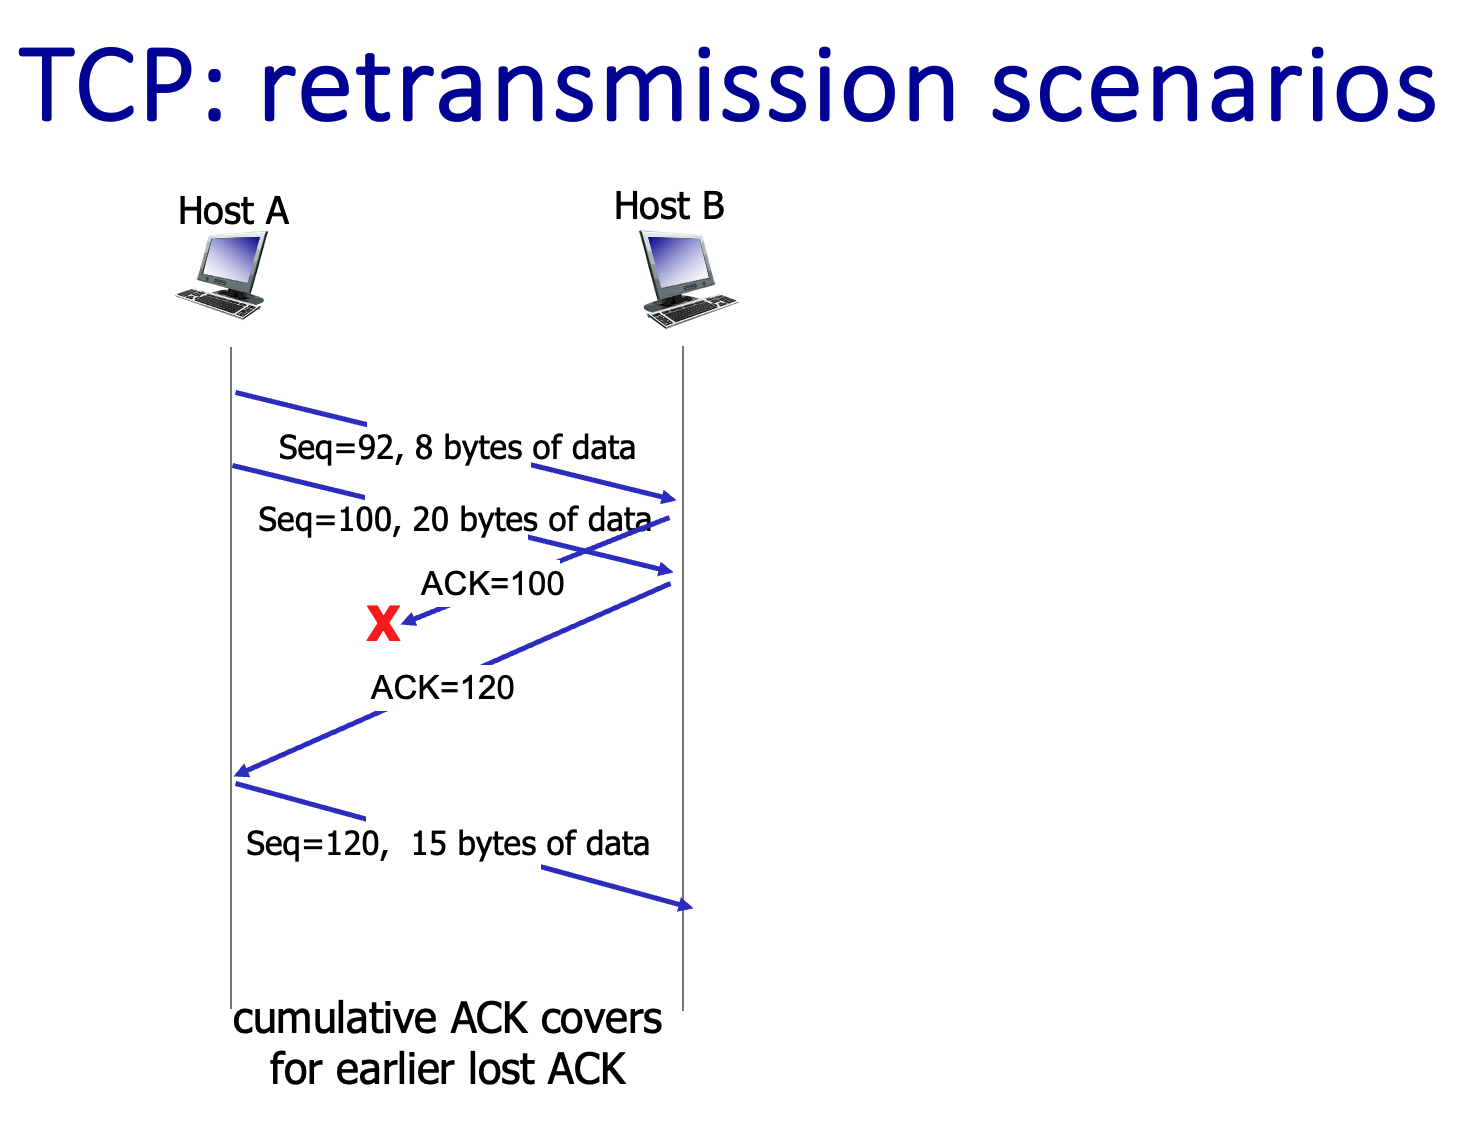 TCP: retransmission scenarios
Host A
Host B
Seq=92, 8 bytes of data
Seq=100, 20 bytes of data
ACK=100
X
ACK=120
Seq=120,  15 bytes of data
cumulative ACK covers
for earlier lost ACK